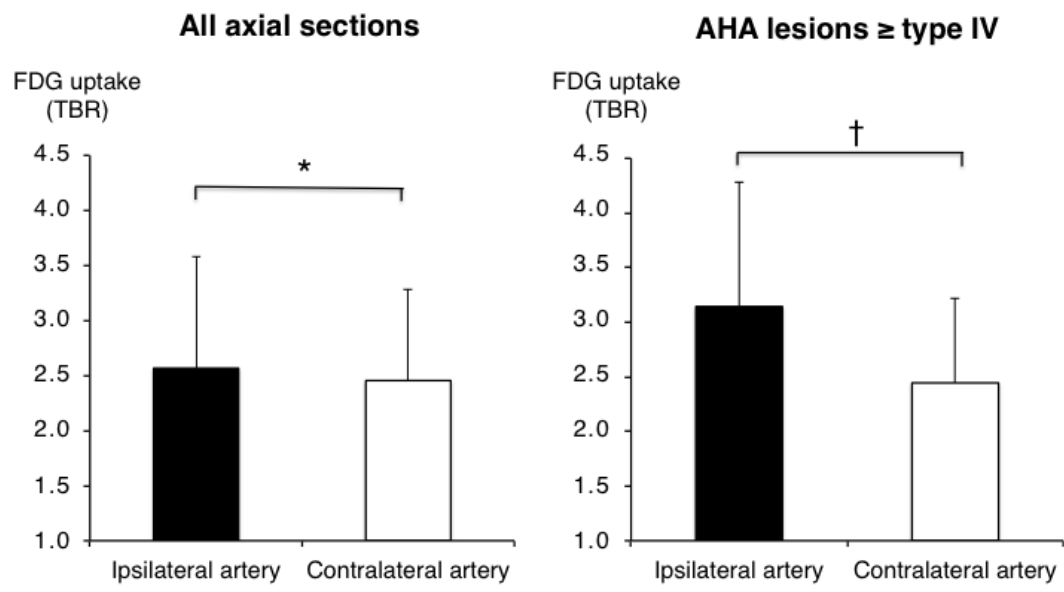 All axial sections
FDG uptake
(TBR)
4.5
4.0
3.5
3.0
2.5
2.0
1.5
1.0
*
Ipsilateral artery
Contralateral artery
AHA lesions ≥ type IV
FDG uptake
(TBR)
4.5
4.0
3.5
3.0
2.5
2.0
1.5
1.0
†
Ipsilateral artery
Contralateral artery